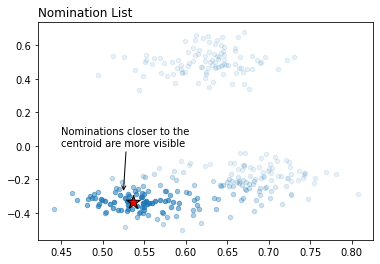 Nomination List
0.6
0.4
0.2
0.0
−0.2
−0.4
Nominations closer to the
centroid are more visible
0.45 0.50 0.55 0.60 0.65 0.70 0.75 0.80